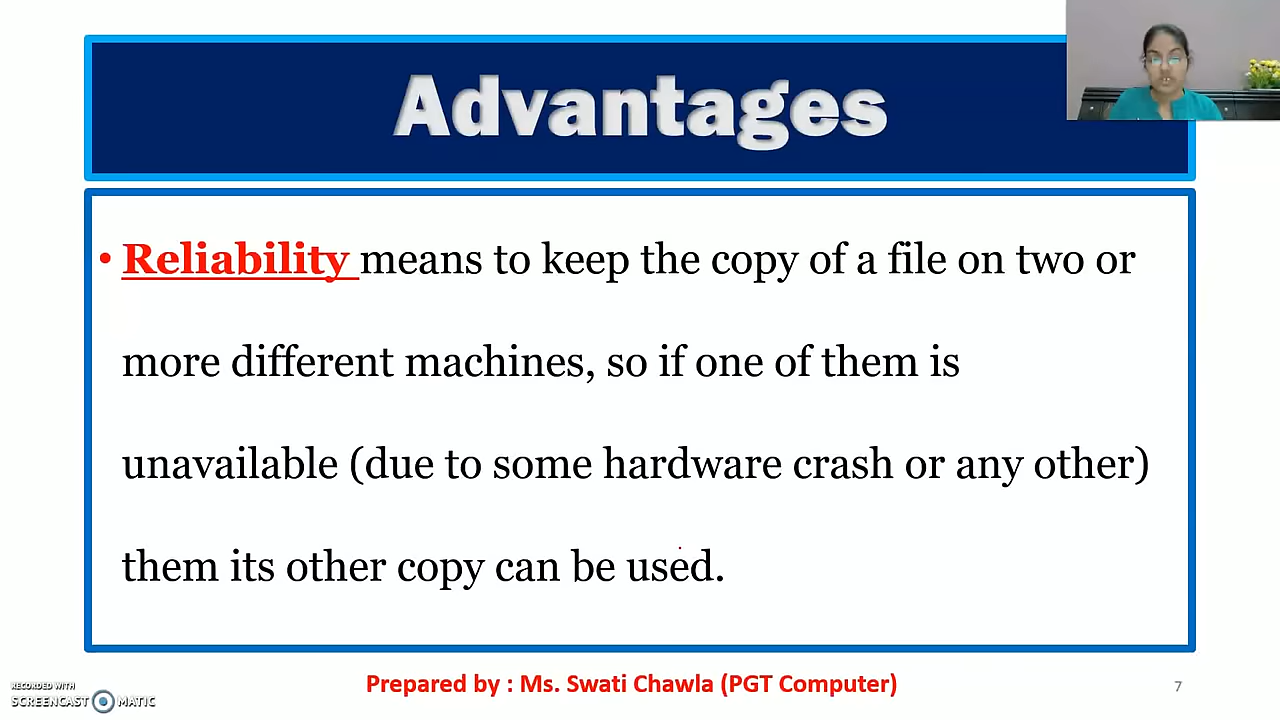 Advantages
• Reliability means to keep the copy of a file on two or
more different machines, so if one of them is
unavailable (due to some hardware crash or any other)
them its other copy can be used.
Prepared by : Ms. Swati Chawla (PGT Computer)
7
RECORDED WITH
SCREENCAST MATIC